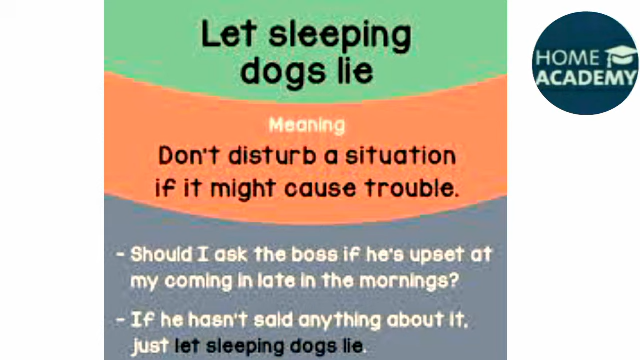 Let sleeping
dogs lie
HOME
ACADEMY
Meaning
Don't disturb a situation
if it might cause trouble.
- Should I ask the boss if he's upset at
my coming in late in the mornings?
- If he hasn't said anything about it,
just let sleeping dogs lie.